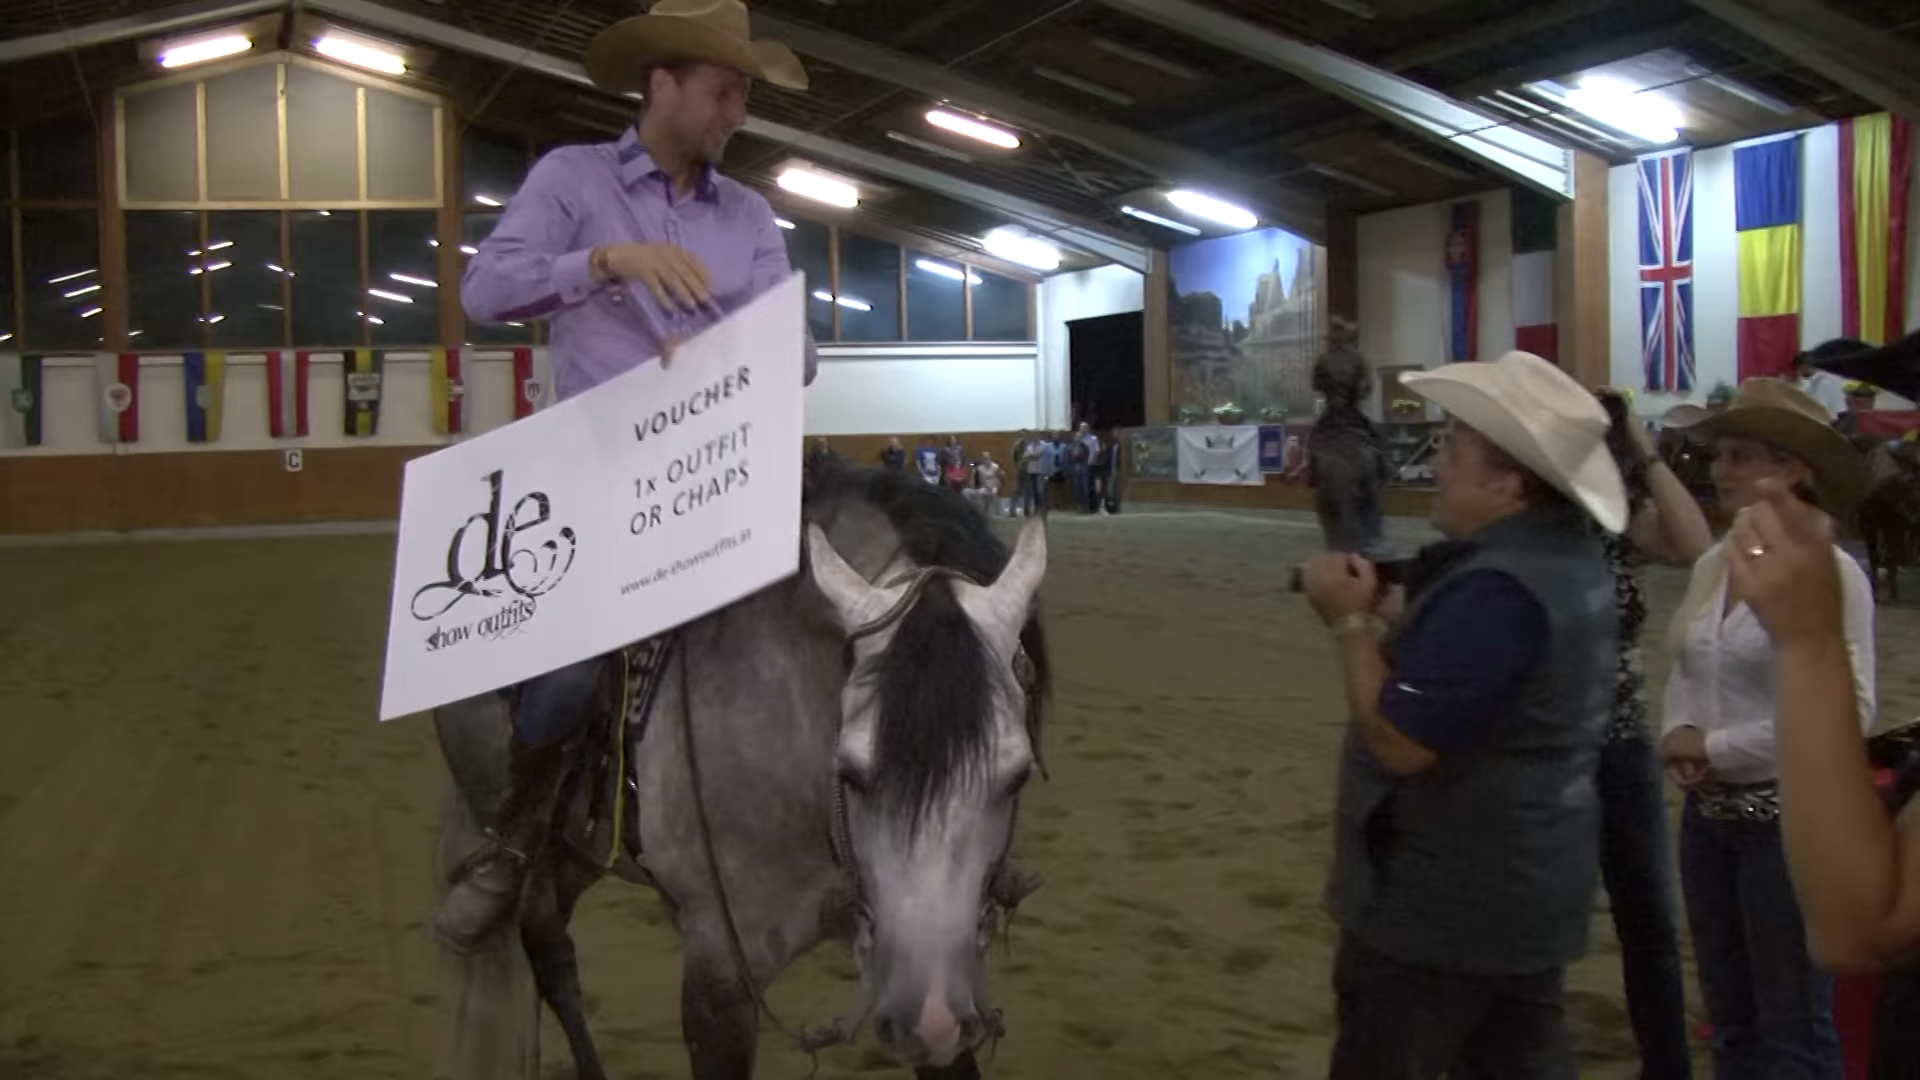 de
show outfits
VOUCHER
1x OUTFIT
OR CHAPS
www.de-showoutfits.at
C